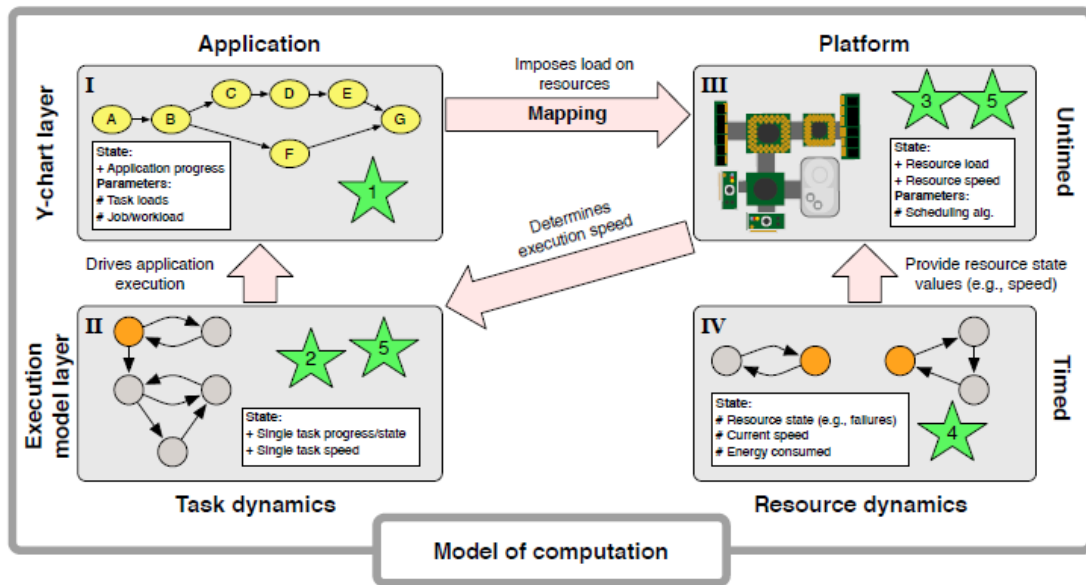 Application
Platform
Imposes load on
resources
Mapping
Y-chart layer
Untimed
I
A
B
C
D
E
F
G
State:
+ Application progress
Parameters:
# Task loads
# Job/workload
1
III
3
5
State:
+ Resource load
+ Resource speed
Parameters:
# Scheduling alg.
Determines
execution speed
Drives application
execution
Provide resource state
values (e.g., speed)
Execution
model layer
Timed
II
2
5
State:
+ Single task progress/state
+ Single task speed
IV
State:
# Resource state (e.g., failures)
# Current speed
# Energy consumed
4
Task dynamics
Resource dynamics
Model of computation